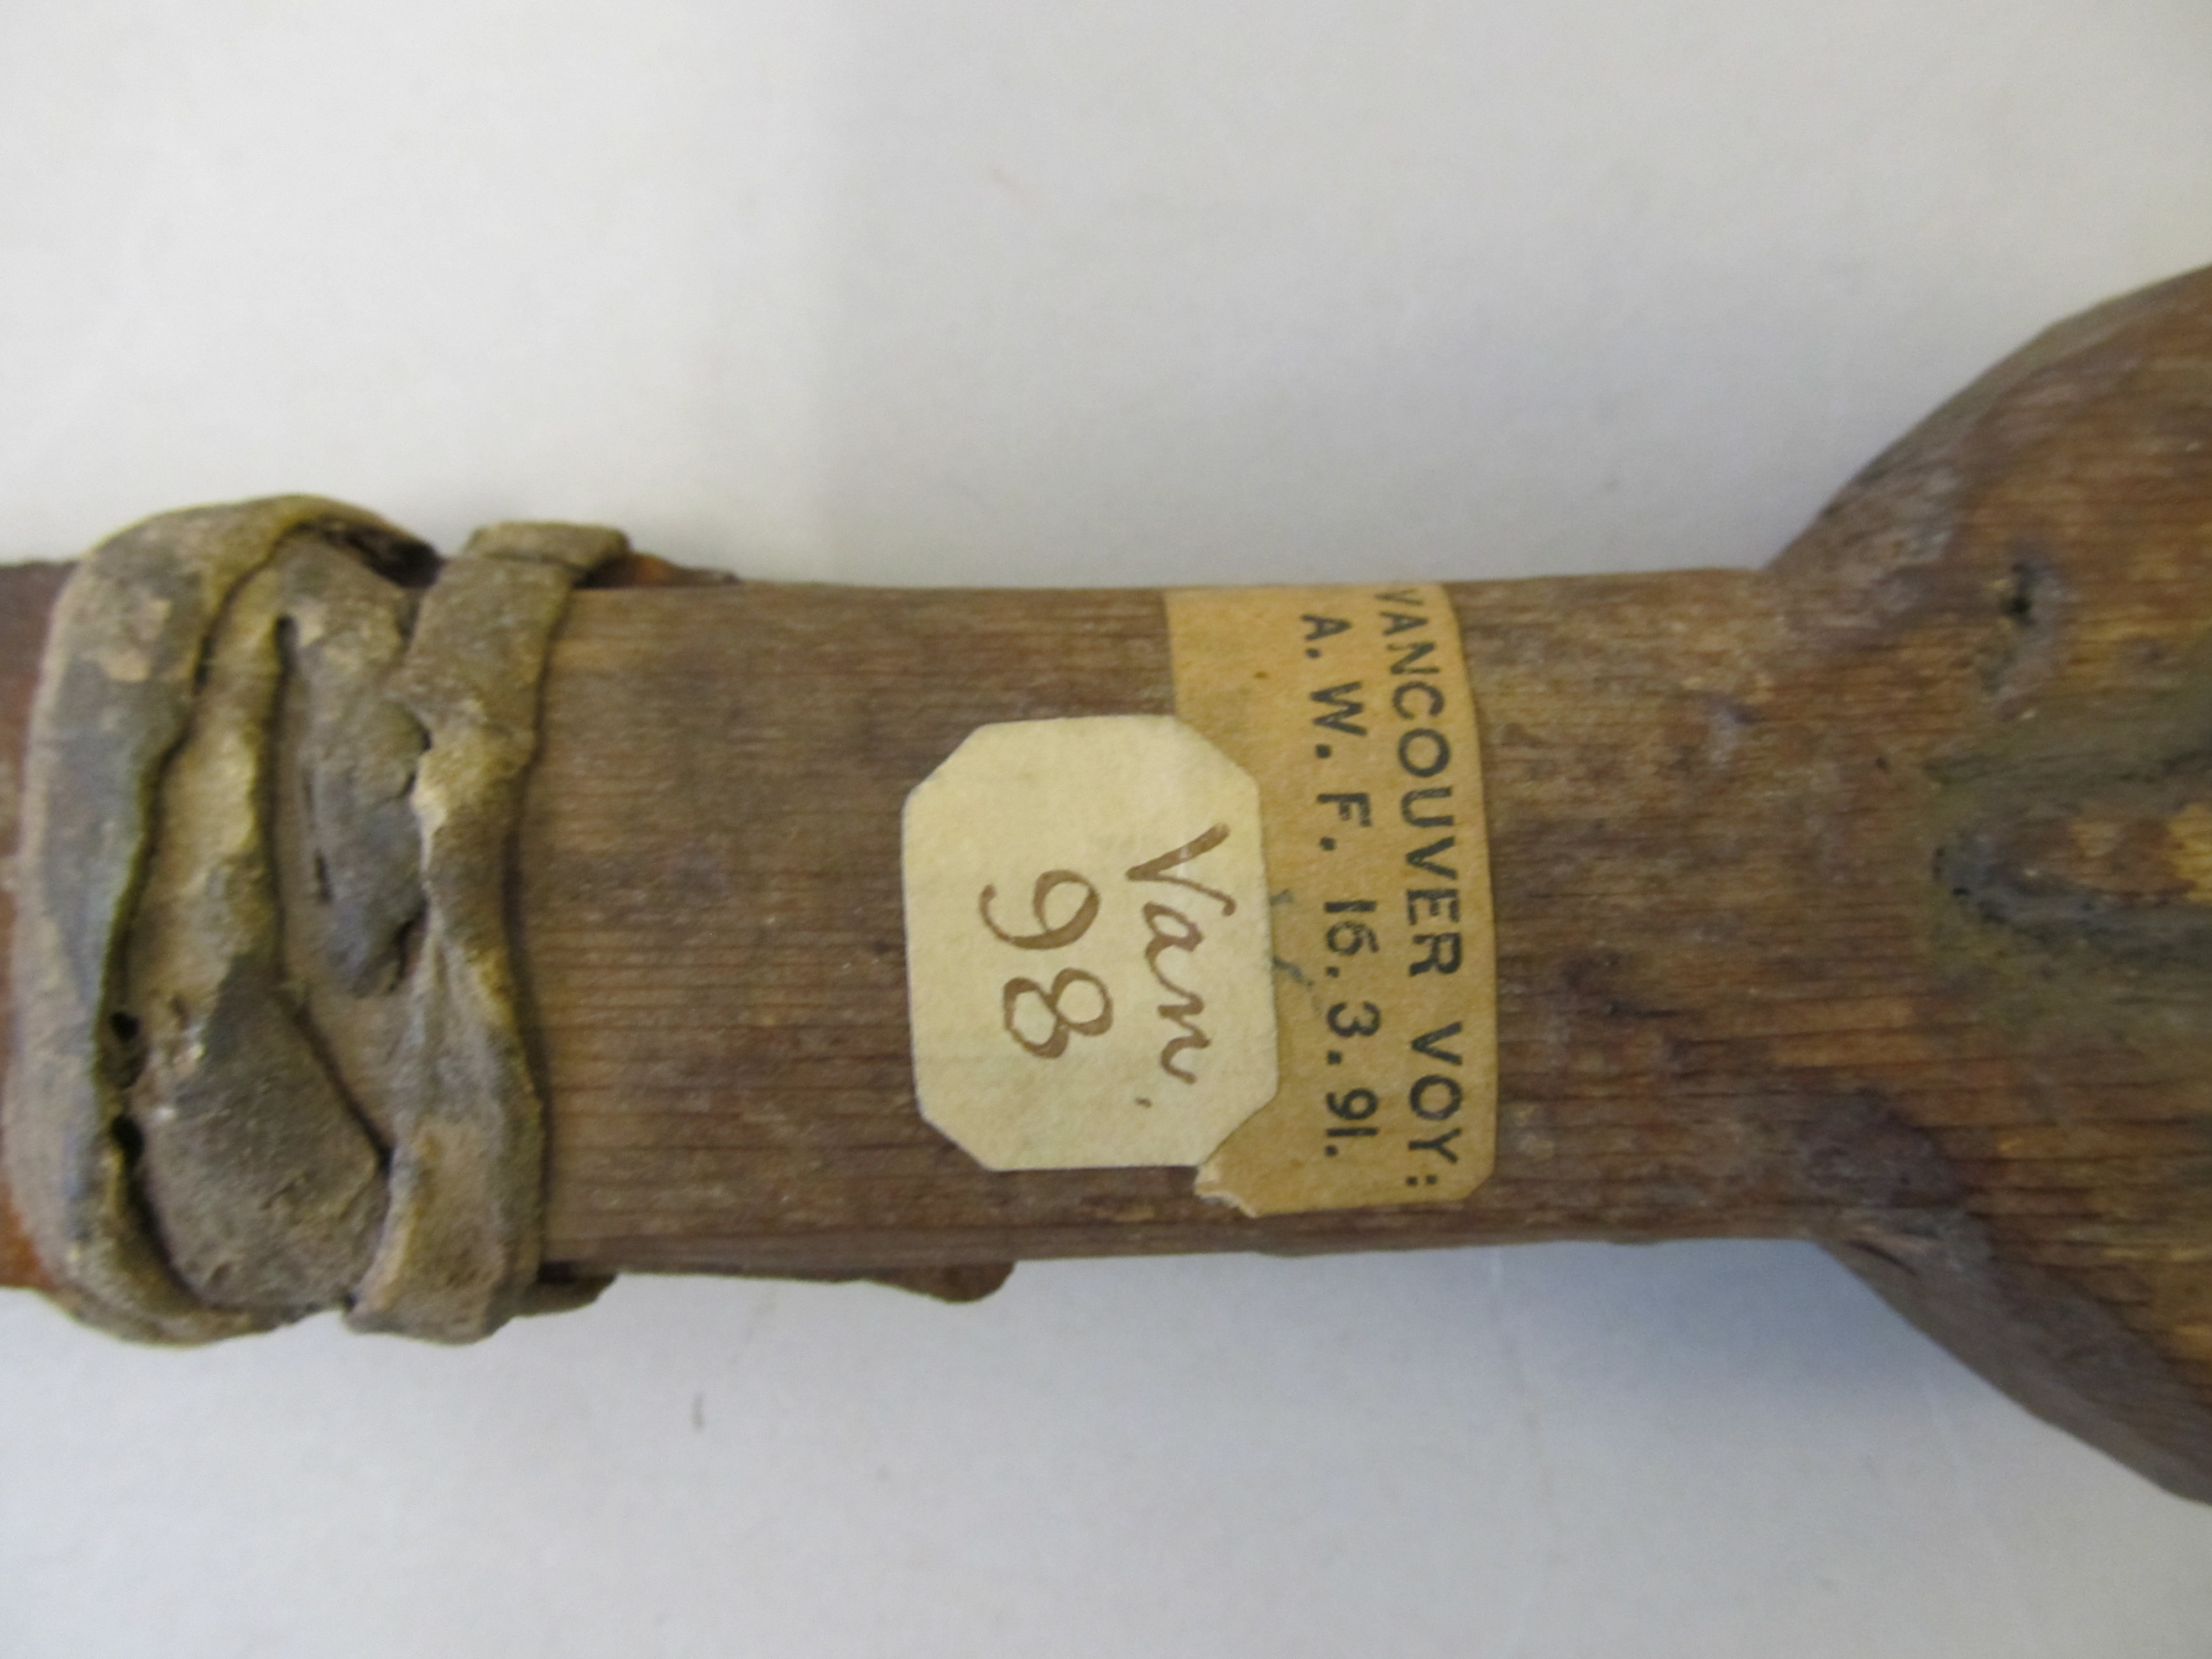 VANCOUVER VOY:
A. W. F. 16. 3. 91.
Van.
98